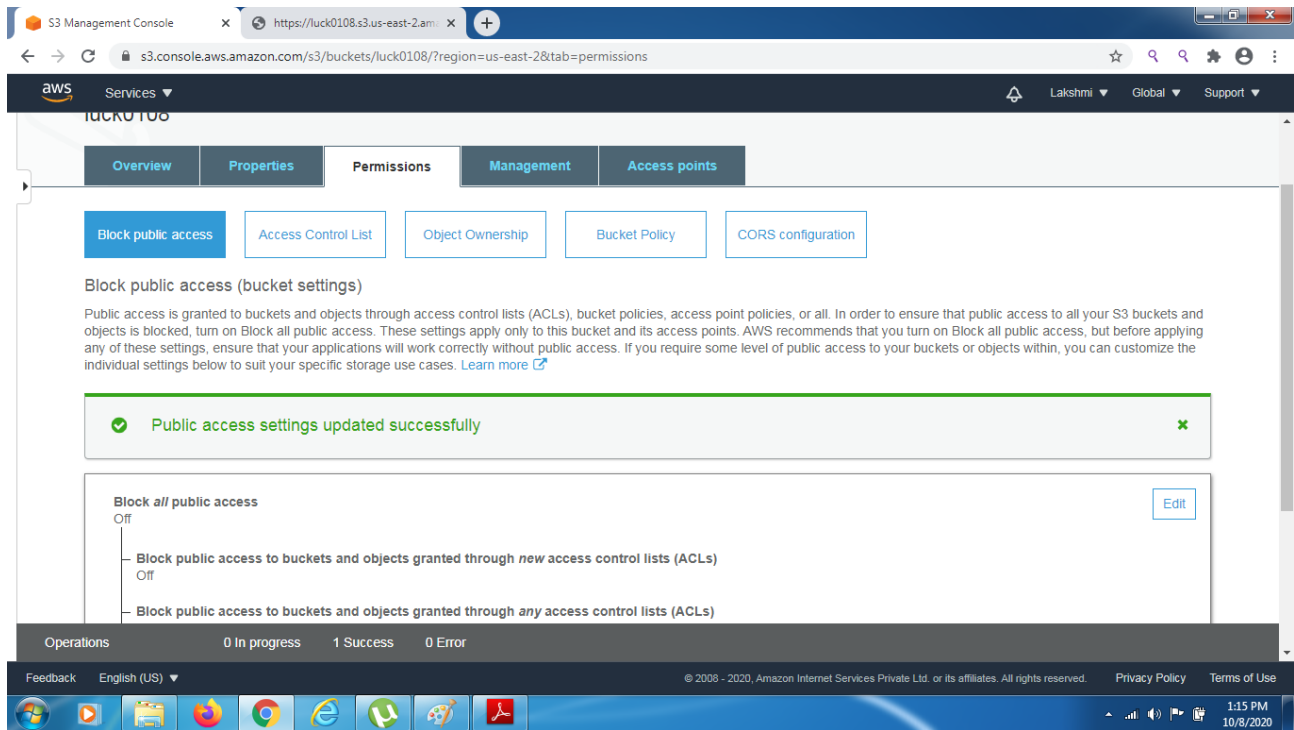 S3 Management Console
https://luck0108.s3.us-east-2.am
s3.console.aws.amazon.com/s3/buckets/luck0108/?region=us-east-2&tab=permissions
aws Services Lakshmi Global Support
luck0108
Overview Properties Permissions Management Access points
Block public access Access Control List Object Ownership Bucket Policy CORS configuration
Block public access (bucket settings)
Public access is granted to buckets and objects through access control lists (ACLs), bucket policies, access point policies, or all. In order to ensure that public access to all your S3 buckets and
objects is blocked, turn on Block all public access. These settings apply only to this bucket and its access points. AWS recommends that you turn on Block all public access, but before applying
any of these settings, ensure that your applications will work correctly without public access. If you require some level of public access to your buckets or objects within, you can customize the
individual settings below to suit your specific storage use cases. Learn more
Public access settings updated successfully
Block all public access
Edit
Off
Block public access to buckets and objects granted through new access control lists (ACLs)
Off
Block public access to buckets and objects granted through any access control lists (ACLs)
Operations 0 In progress 1 Success 0 Error
Feedback English (US) © 2008 - 2020, Amazon Internet Services Private Ltd. or its affiliates. All rights reserved. Privacy Policy Terms of Use
1:15 PM
10/8/2020